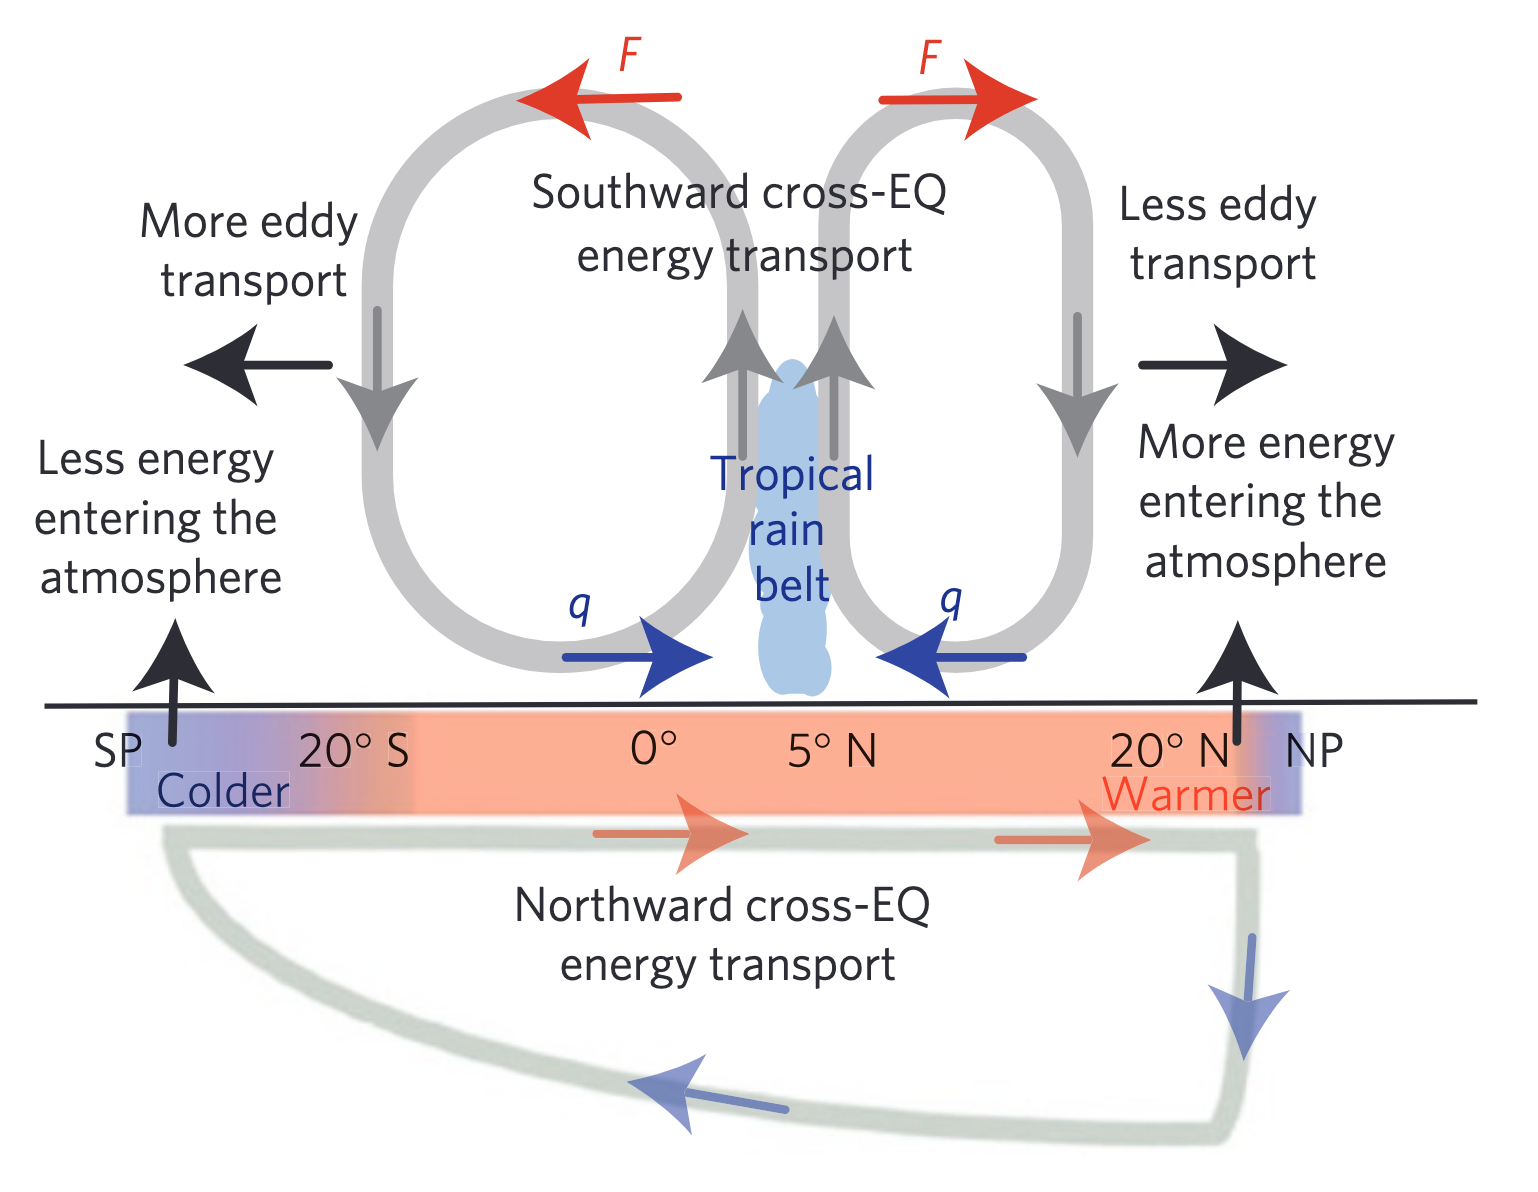 F
F
Southward cross-EQ
energy transport
More eddy
transport
Less eddy
transport
Less energy
entering the
atmosphere
Tropical
rain
belt
More energy
entering the
atmosphere
q
q
SP
20° S
0°
5° N
20° N
NP
Colder
Warmer
Northward cross-EQ
energy transport